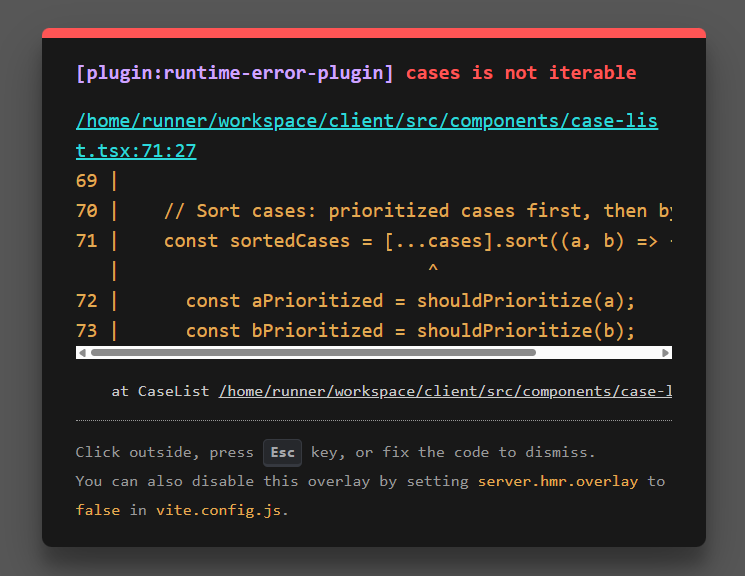 [plugin:runtime-error-plugin] cases is not iterable
/home/runner/workspace/client/src/components/case-lis
t.tsx:71:27
69 |
70 |    // Sort cases: prioritized cases first, then by
71 |    const sortedCases = [...cases].sort((a, b) =>
   |                            ^
72 |      const aPrioritized = shouldPrioritize(a);
73 |      const bPrioritized = shouldPrioritize(b);
at CaseList /home/runner/workspace/client/src/components/case-l
Click outside, press Esc key, or fix the code to dismiss.
You can also disable this overlay by setting server.hmr.overlay to
false in vite.config.js.